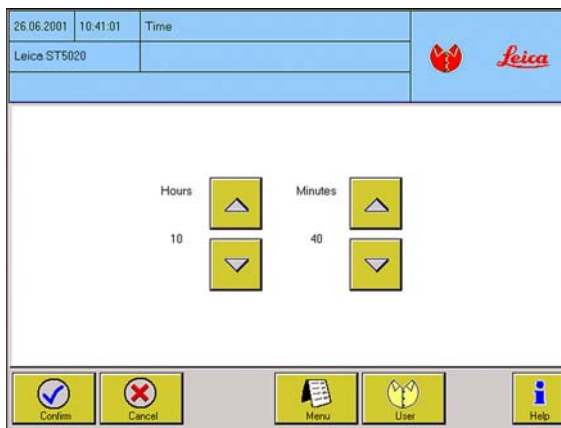 26.06.2001 10:41:01 Time
Leica ST5020
Leica
Hours Minutes
10 40
Confirm Cancel Menu User Help